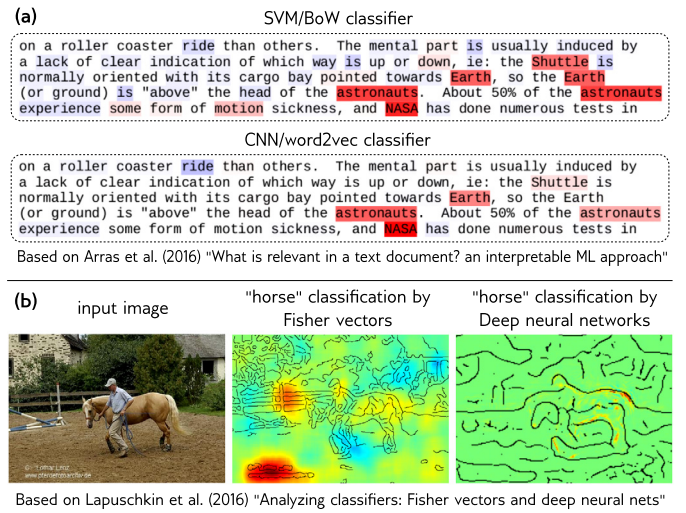 (a)
SVM/BoW classifier
on a roller coaster ride than others. The mental part is usually induced by
a lack of clear indication of which way is up or down, ie: the Shuttle is
normally oriented with its cargo bay pointed towards Earth, so the Earth
(or ground) is "above" the head of the astronauts. About 50% of the astronauts
experience some form of motion sickness, and NASA has done numerous tests in
CNN/word2vec classifier
on a roller coaster ride than others. The mental part is usually induced by
a lack of clear indication of which way is up or down, ie: the Shuttle is
normally oriented with its cargo bay pointed towards Earth, so the Earth
(or ground) is "above" the head of the astronauts. About 50% of the astronauts
experience some form of motion sickness, and NASA has done numerous tests in
Based on Arras et al. (2016) "What is relevant in a text document? an interpretable ML approach"
(b)
input image
"horse" classification by
Fisher vectors
"horse" classification by
Deep neural networks
Lothar Lenz
Based on Lapuschkin et al. (2016) "Analyzing classifiers: Fisher vectors and deep neural nets"